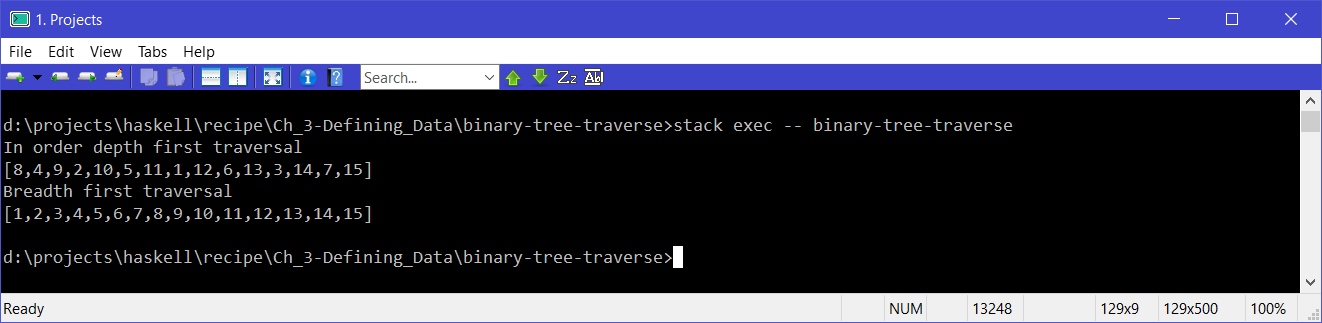 1. Projects
File Edit View Tabs Help
Search... Zz Ab
d:\projects\haskell\recipe\Ch_3-Defining_Data\binary-tree-traverse>stack exec -- binary-tree-traverse
In order depth first traversal
[8,4,9,2,10,5,11,1,12,6,13,3,14,7,15]
Breadth first traversal
[1,2,3,4,5,6,7,8,9,10,11,12,13,14,15]
d:\projects\haskell\recipe\Ch_3-Defining_Data\binary-tree-traverse>
Ready NUM 13248 129x9 129x500 100%